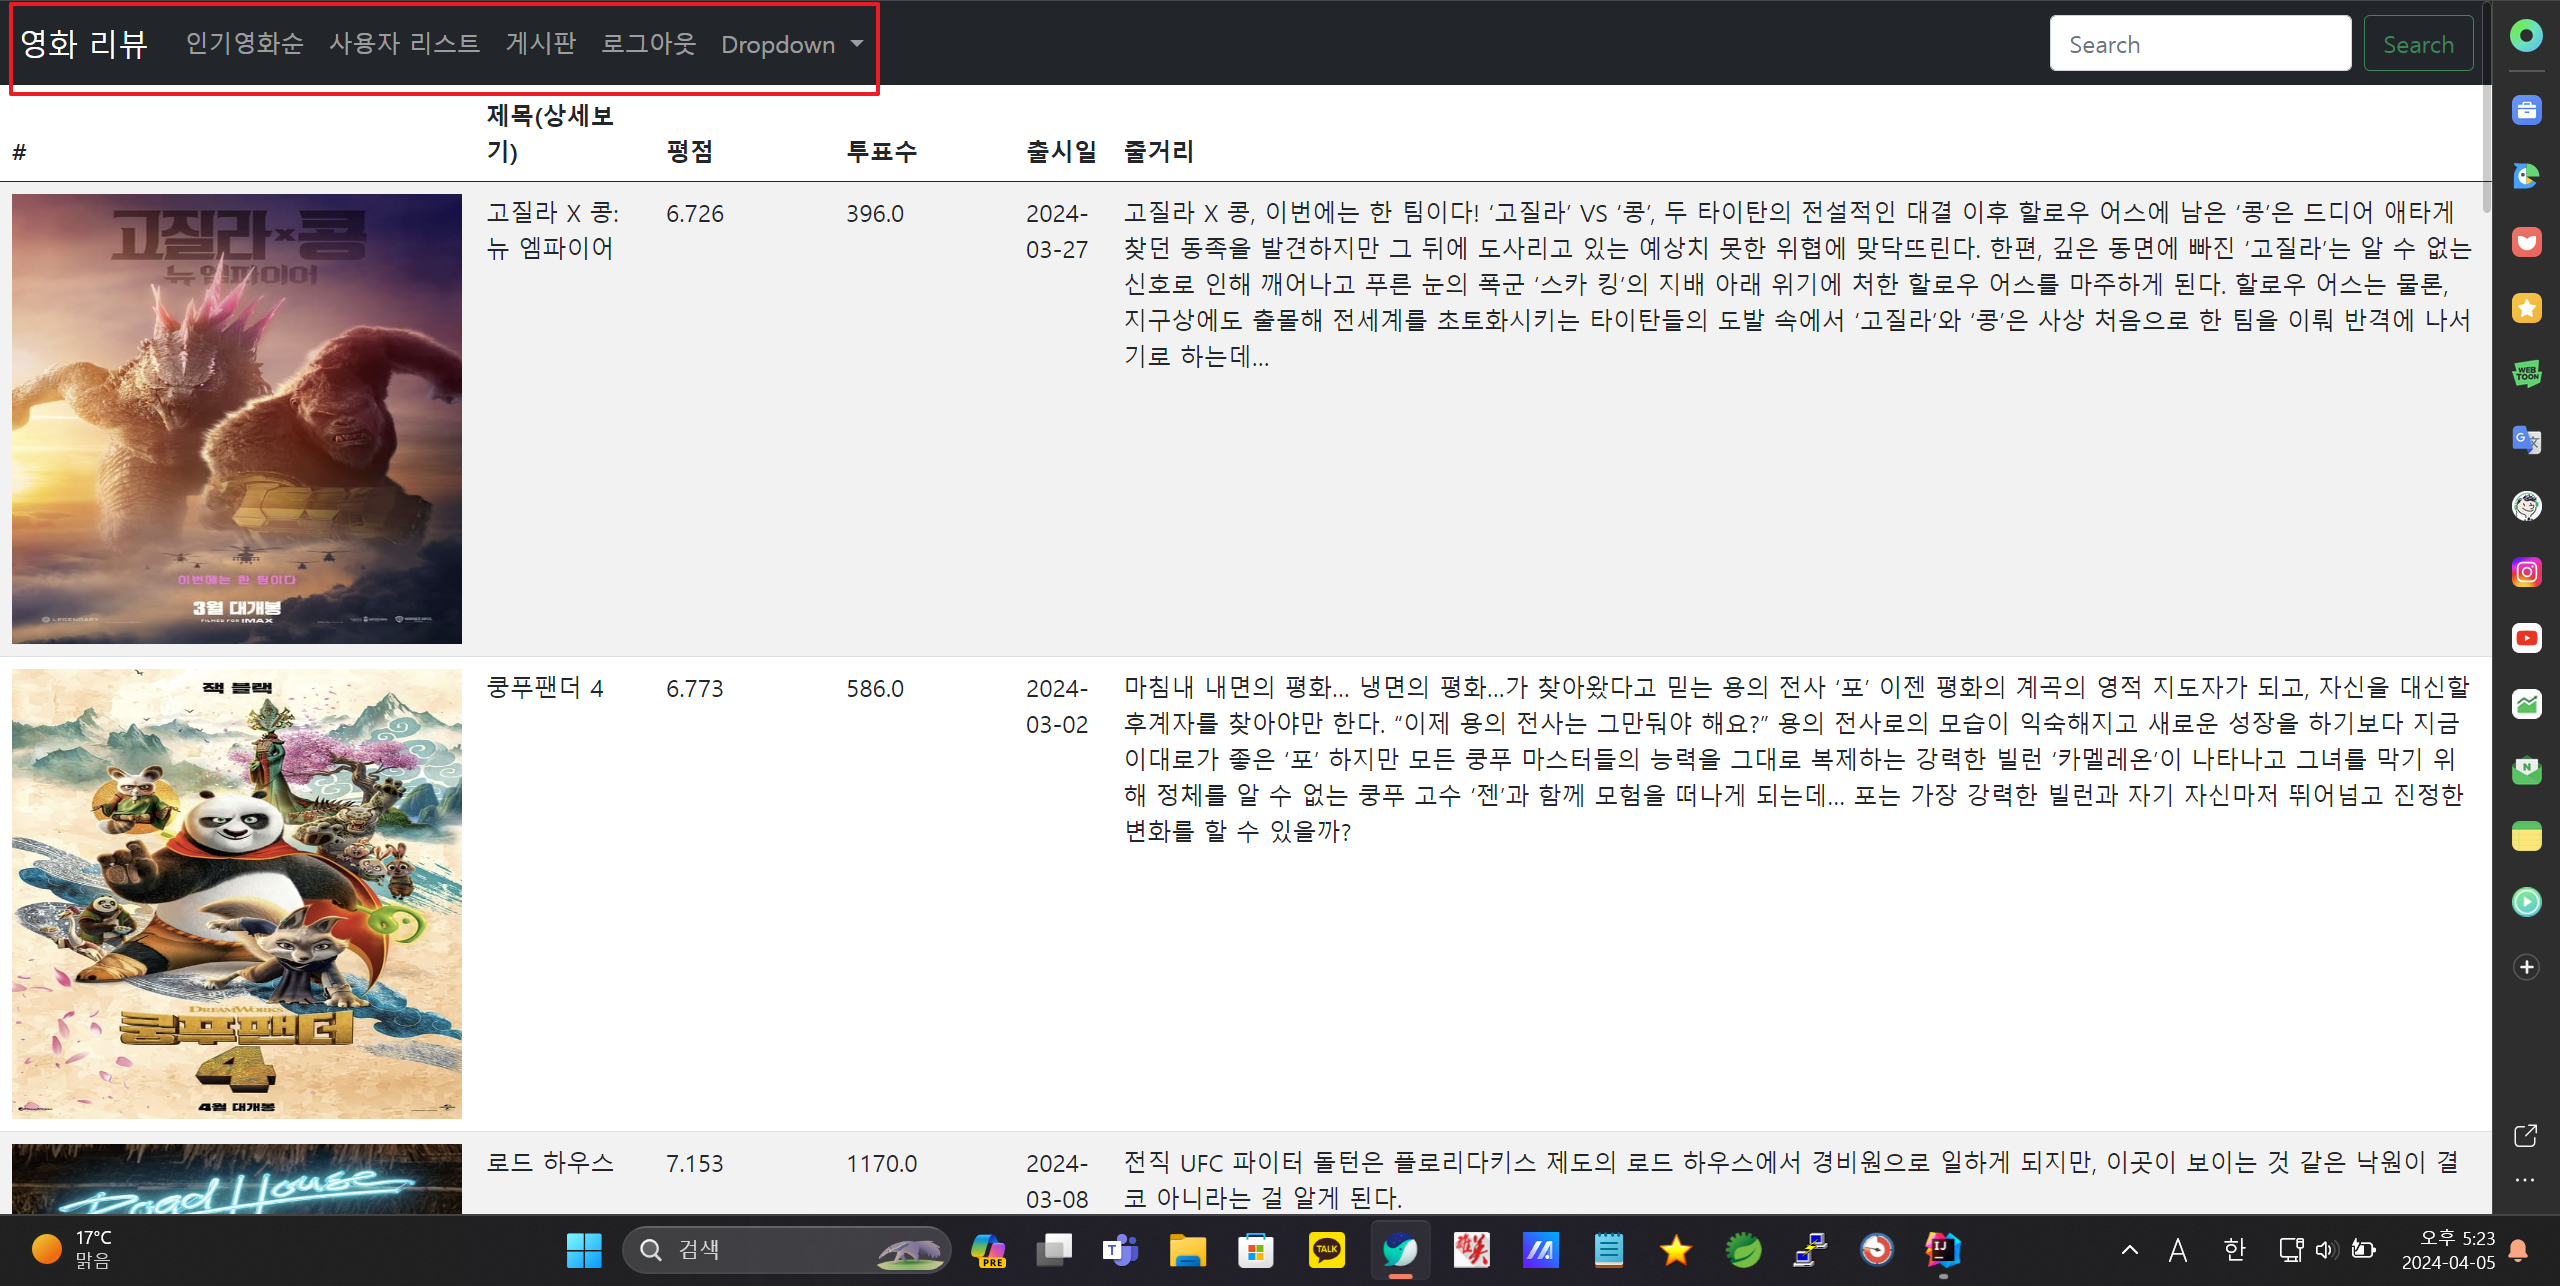 영화 리뷰 인기영화순 사용자 리스트 게시판 로그아웃 Dropdown Search Search
# 제목(상세보기) 평점 투표수 출시일 줄거리
고질라×콩
뉴 엠파이어
이번에는 한 팀이다
3월 대개봉
FILMED FOR IMAX
LEGENDARY
고질라 X 콩:
뉴 엠파이어
6.726
396.0
2024-
03-27
고질라 X 콩, 이번에는 한 팀이다! ‘고질라’ VS ‘콩’, 두 타이탄의 전설적인 대결 이후 할로우 어스에 남은 ‘콩’은 드디어 애타게
찾던 동족을 발견하지만 그 뒤에 도사리고 있는 예상치 못한 위협에 맞닥뜨린다. 한편, 깊은 동면에 빠진 ‘고질라’는 알 수 없는
신호로 인해 깨어나고 푸른 눈의 폭군 ‘스카 킹’의 지배 아래 위기에 처한 할로우 어스를 마주하게 된다. 할로우 어스는 물론,
지구상에도 출몰해 전세계를 초토화시키는 타이탄들의 도발 속에서 ‘고질라’와 ‘콩’은 사상 처음으로 한 팀을 이뤄 반격에 나서
기로 하는데…
잭 블랙
DREAMWORKS
쿵푸팬더
4
4월 대개봉
쿵푸팬더 4
6.773
586.0
2024-
03-02
마침내 내면의 평화… 냉면의 평화…가 찾아왔다고 믿는 용의 전사 ‘포’ 이젠 평화의 계곡의 영적 지도자가 되고, 자신을 대신할
후계자를 찾아야만 한다. “이제 용의 전사는 그만둬야 해요?” 용의 전사로의 모습이 익숙해지고 새로운 성장을 하기보다 지금
이대로가 좋은 ‘포’ 하지만 모든 쿵푸 마스터들의 능력을 그대로 복제하는 강력한 빌런 ‘카멜레온’이 나타나고 그녀를 막기 위
해 정체를 알 수 없는 쿵푸 고수 ‘젠’과 함께 모험을 떠나게 되는데… 포는 가장 강력한 빌런과 자기 자신마저 뛰어넘고 진정한
변화를 할 수 있을까?
Road House
로드 하우스
7.153
1170.0
2024-
03-08
전직 UFC 파이터 돌턴은 플로리다키스 제도의 로드 하우스에서 경비원으로 일하게 되지만, 이곳이 보이는 것 같은 낙원이 결
코 아니라는 걸 알게 된다.
WEB
TOON
17°C
맑음
검색
PRE
TALK
A 한
오후 5:23
2024-04-05